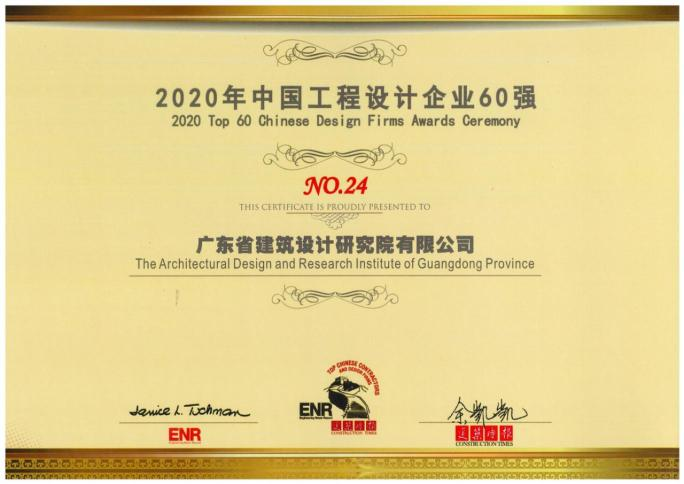 2020年中国工程设计企业60强
2020 Top 60 Chinese Design Firms Awards Ceremony
NO.24
THIS CERTIFICATE IS PROUDLY PRESENTED TO
广东省建筑设计研究院有限公司
The Architectural Design and Research Institute of Guangdong Province
TOP CHINESE CONTRACTORS
AND DESIGN FIRMS
Janice L. Tuchman
ENR
ENR
建筑时报
CONSTRUCTION TIMES
余凯凯
建筑时报
CONSTRUCTION TIMES